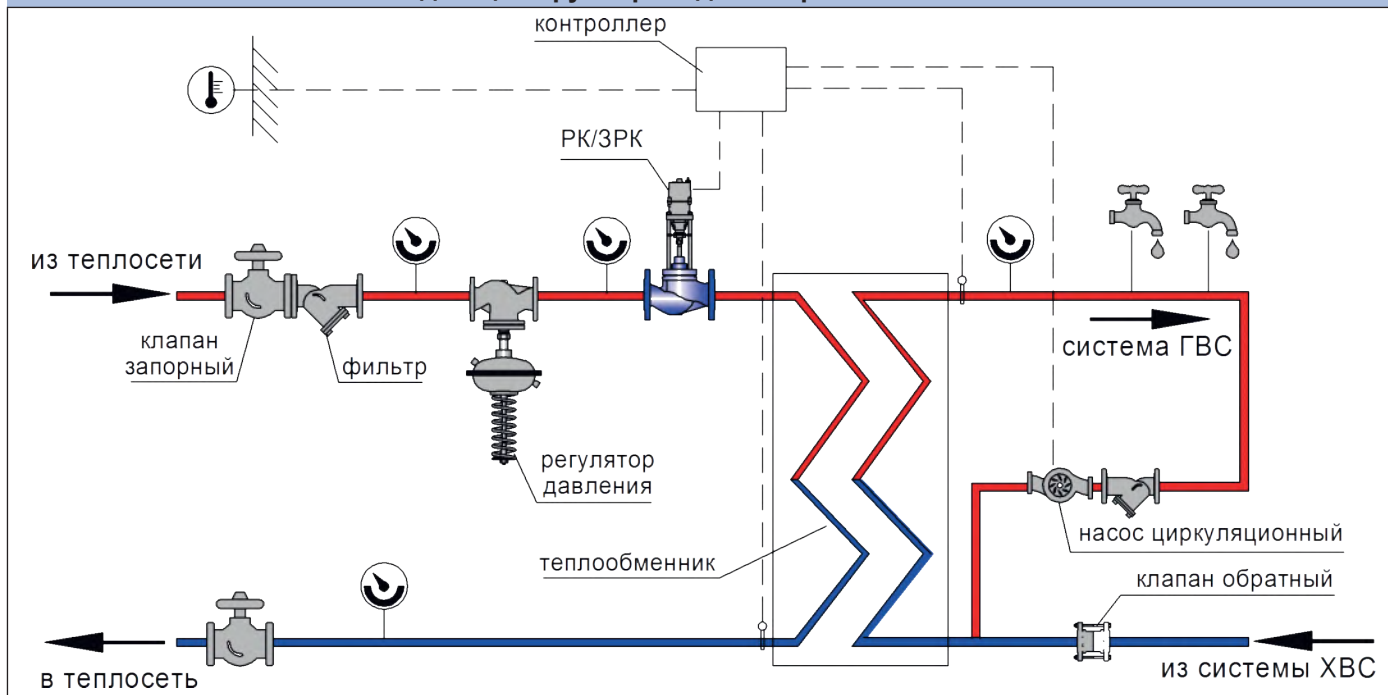 контроллер
РК/ЗРК
из теплосети
клапан
запорный
фильтр
система ГВС
регулятор
давления
насос циркуляционный
теплообменник
клапан обратный
в теплосеть
из системы ХВС